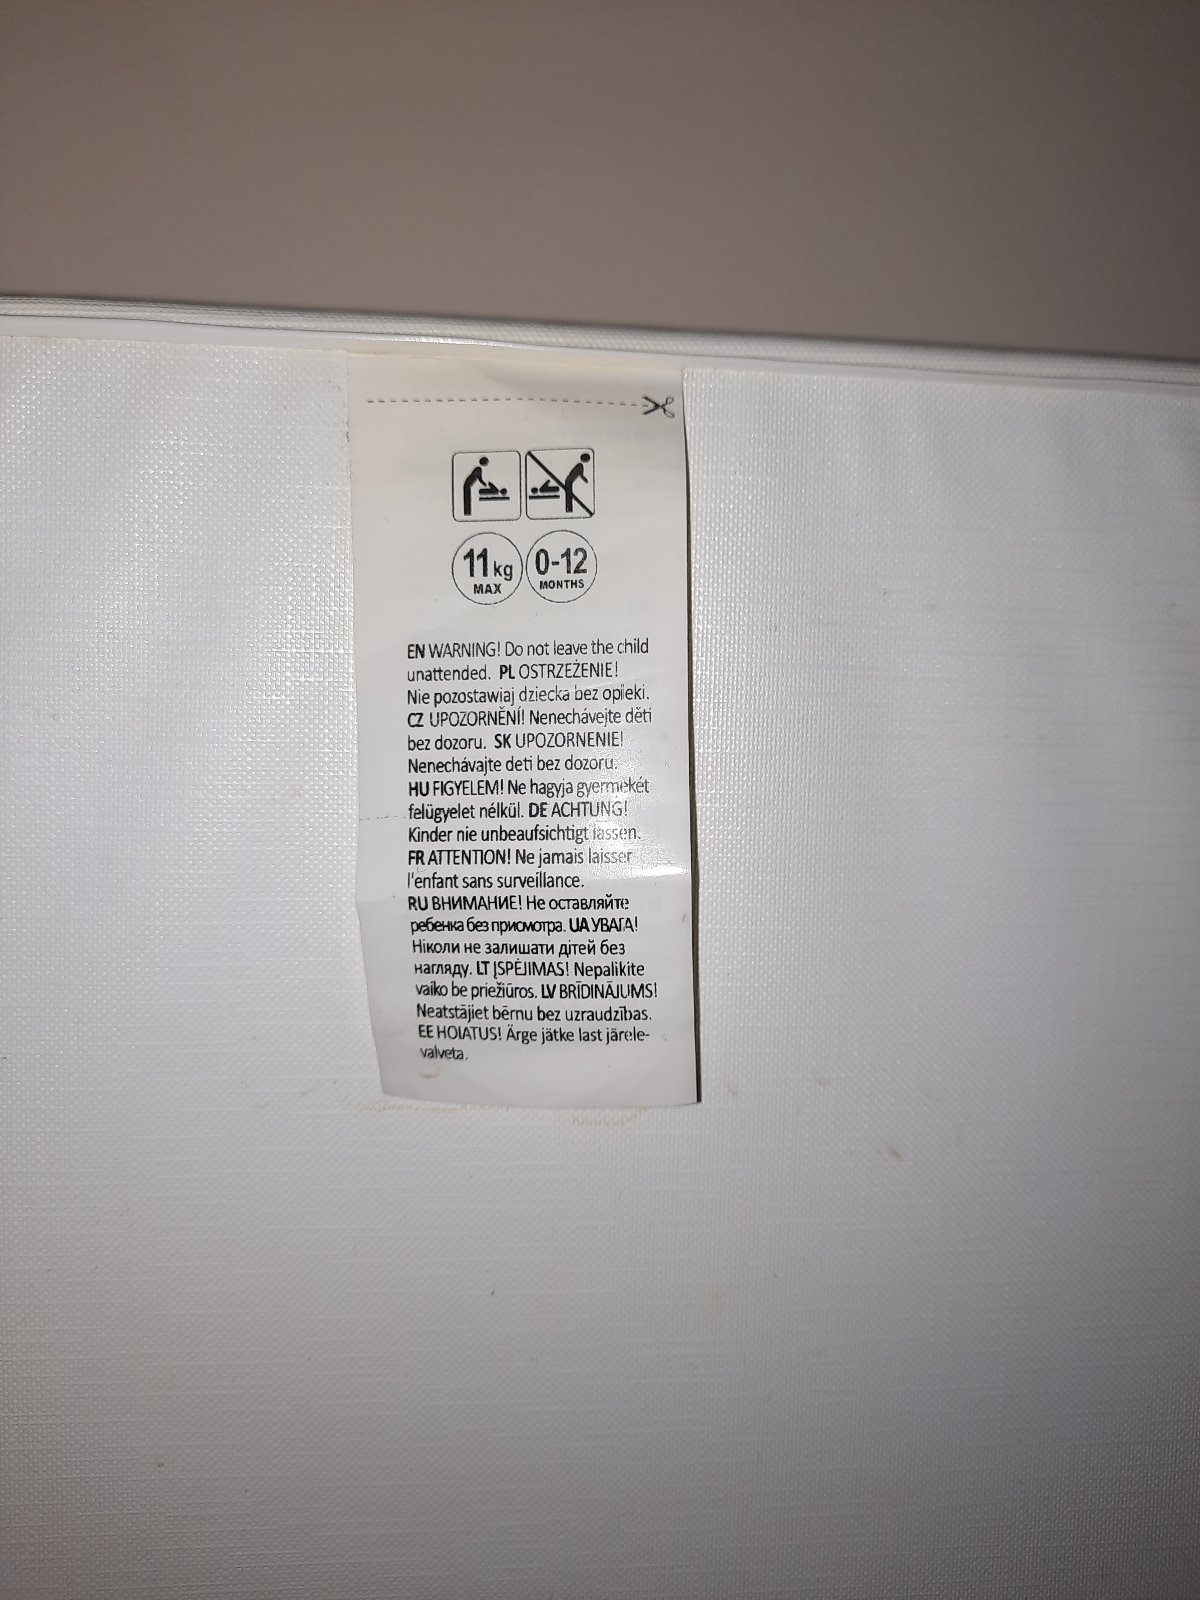 11 kg
MAX
0-12
MONTHS
EN WARNING! Do not leave the child
unattended. PL OSTRZEŻENIE!
Nie pozostawiaj dziecka bez opieki.
CZ UPOZORNĚNÍ! Nenechávejte děti
bez dozoru. SK UPOZORNENIE!
Nenechávajte deti bez dozoru.
HU FIGYELEM! Ne hagyja gyermekét
felügyelet nélkül. DE ACHTUNG!
Kinder nie unbeaufsichtigt lassen.
FR ATTENTION! Ne jamais laisser
l'enfant sans surveillance.
RU ВНИМАНИЕ! Не оставляйте
ребенка без присмотра. UA УВАГА!
Ніколи не залишати дітей без
нагляду. LT ĮSPĖJIMAS! Nepalikite
vaiko be priežiūros. LV BRĪDINĀJUMS!
Neatstājiet bērnu bez uzraudzības.
EE HOIATUS! Ärge jätke last järele-
valveta.